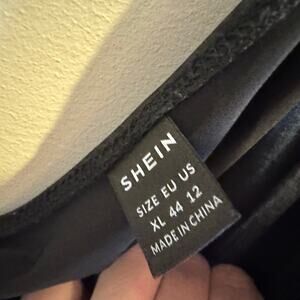 SHEIN
SIZE EU US
XL 44 12
MADE IN CHINA